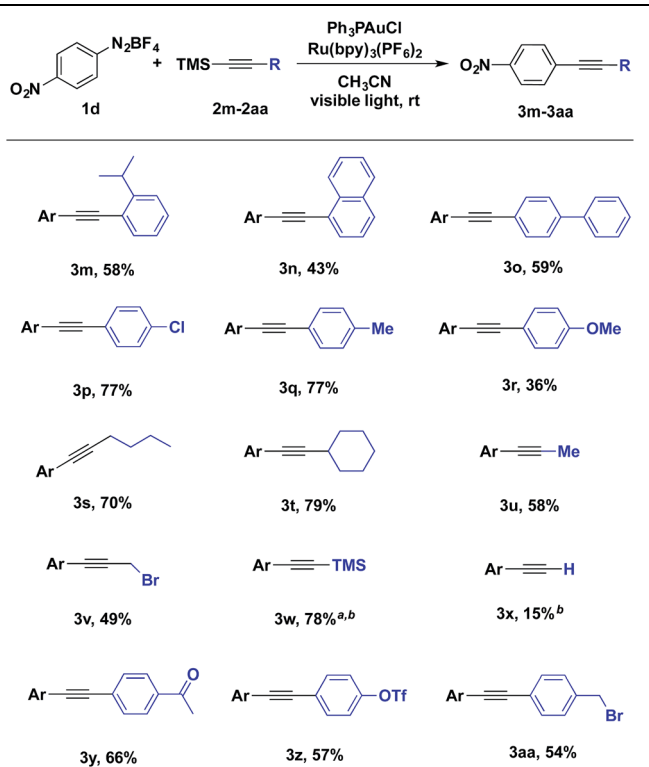 Ph₃PAuCl
N₂BF₄
Ru(bpy)₃(PF₆)₂
+ TMS R
O₂N R
CH₃CN
O₂N
visible light, rt
1d 2m-2aa 3m-3aa
Ar Ar Ar
3m, 58% 3n, 43% 3o, 59%
Ar Cl Ar Me Ar OMe
3p, 77% 3q, 77% 3r, 36%
Ar Ar Ar Me
3s, 70% 3t, 79% 3u, 58%
Ar Br Ar TMS Ar H
3v, 49% 3w, 78%ᵃ,ᵇ 3x, 15%ᵇ
Ar O Ar OTf Ar Br
3y, 66% 3z, 57% 3aa, 54%